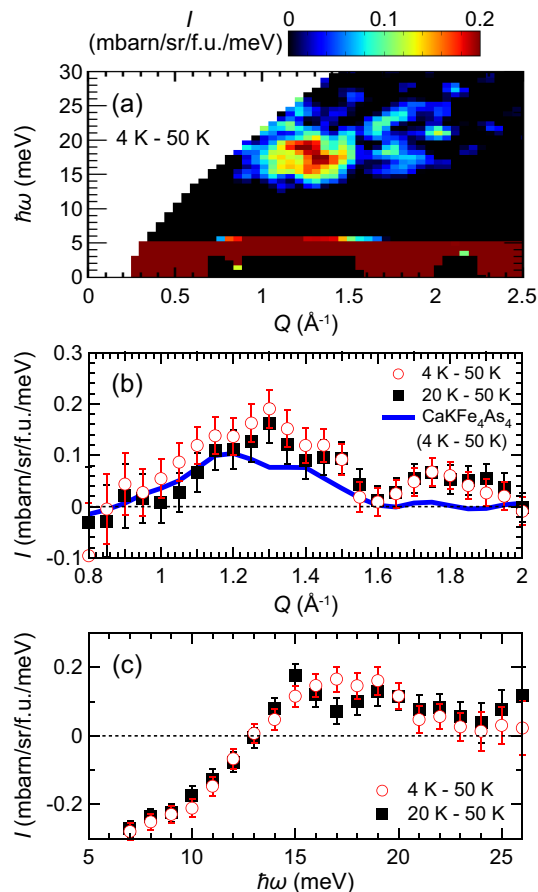 I
(mbarn/sr/f.u./meV)
0
0.1
0.2
(a)
4 K - 50 K
30
25
20
15
10
5
0
ħω (meV)
0
0.5
1.0
1.5
2.0
2.5
Q (Å⁻¹)
(b)
4 K - 50 K
20 K - 50 K
CaKFe₄As₄
(4 K - 50 K)
0.3
0.2
0.1
0
-0.1
I (mbarn/sr/f.u./meV)
0.8
1
1.2
1.4
1.6
1.8
2
Q (Å⁻¹)
(c)
0.2
0
-0.2
I (mbarn/sr/f.u./meV)
4 K - 50 K
20 K - 50 K
5
10
15
20
25
ħω (meV)